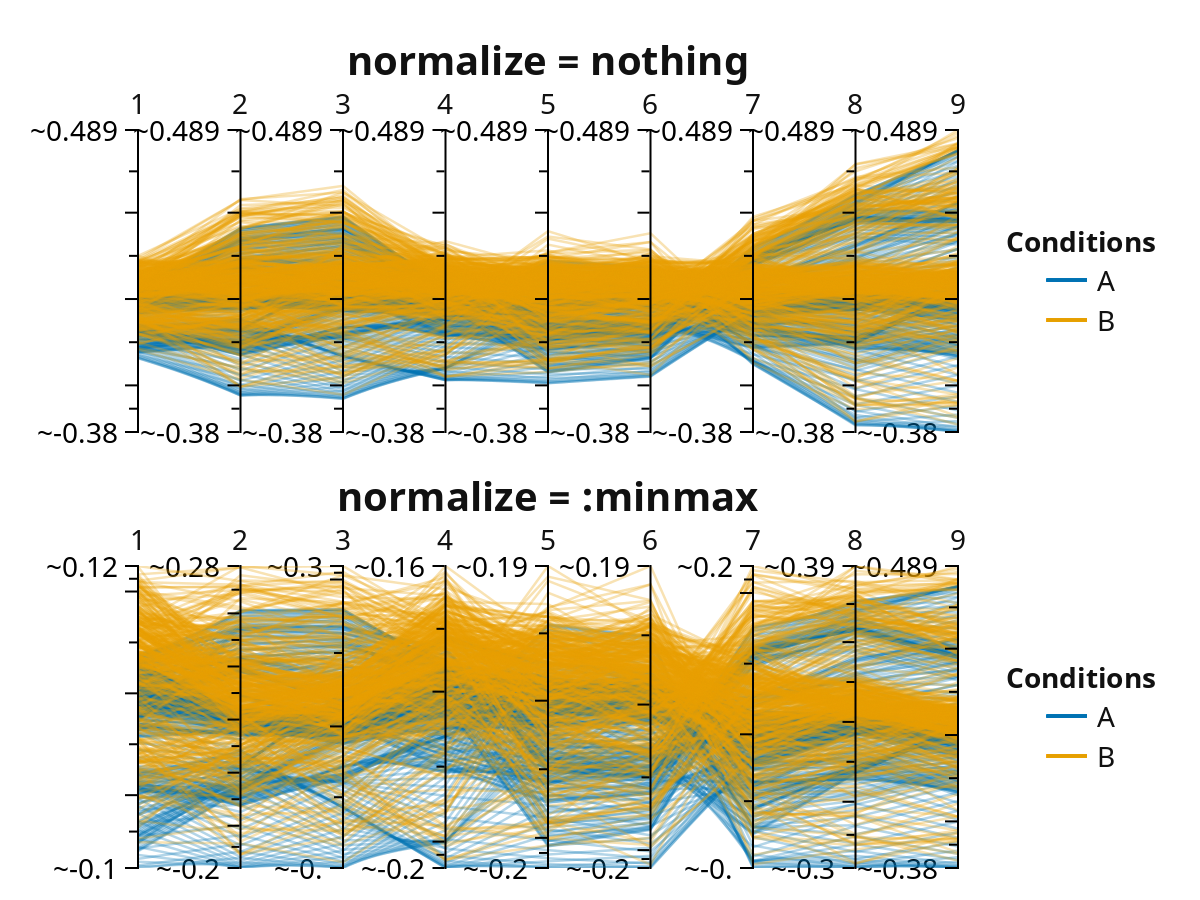 normalize = nothing
1 2 3 4 5 6 7 8 9
~0.489 ~0.489 ~0.489 ~0.489 ~0.489 ~0.489 ~0.489 ~0.489 ~0.489
~-0.38 ~-0.38 ~-0.38 ~-0.38 ~-0.38 ~-0.38 ~-0.38 ~-0.38 ~-0.38
Conditions
A
B
normalize = :minmax
1 2 3 4 5 6 7 8 9
~0.12 ~0.28 ~0.3 ~0.16 ~0.19 ~0.19 ~0.2 ~0.39 ~0.489
~-0.1 ~-0.2 ~-0. ~-0.2 ~-0.2 ~-0.2 ~-0. ~-0.3 ~-0.38
Conditions
A
B